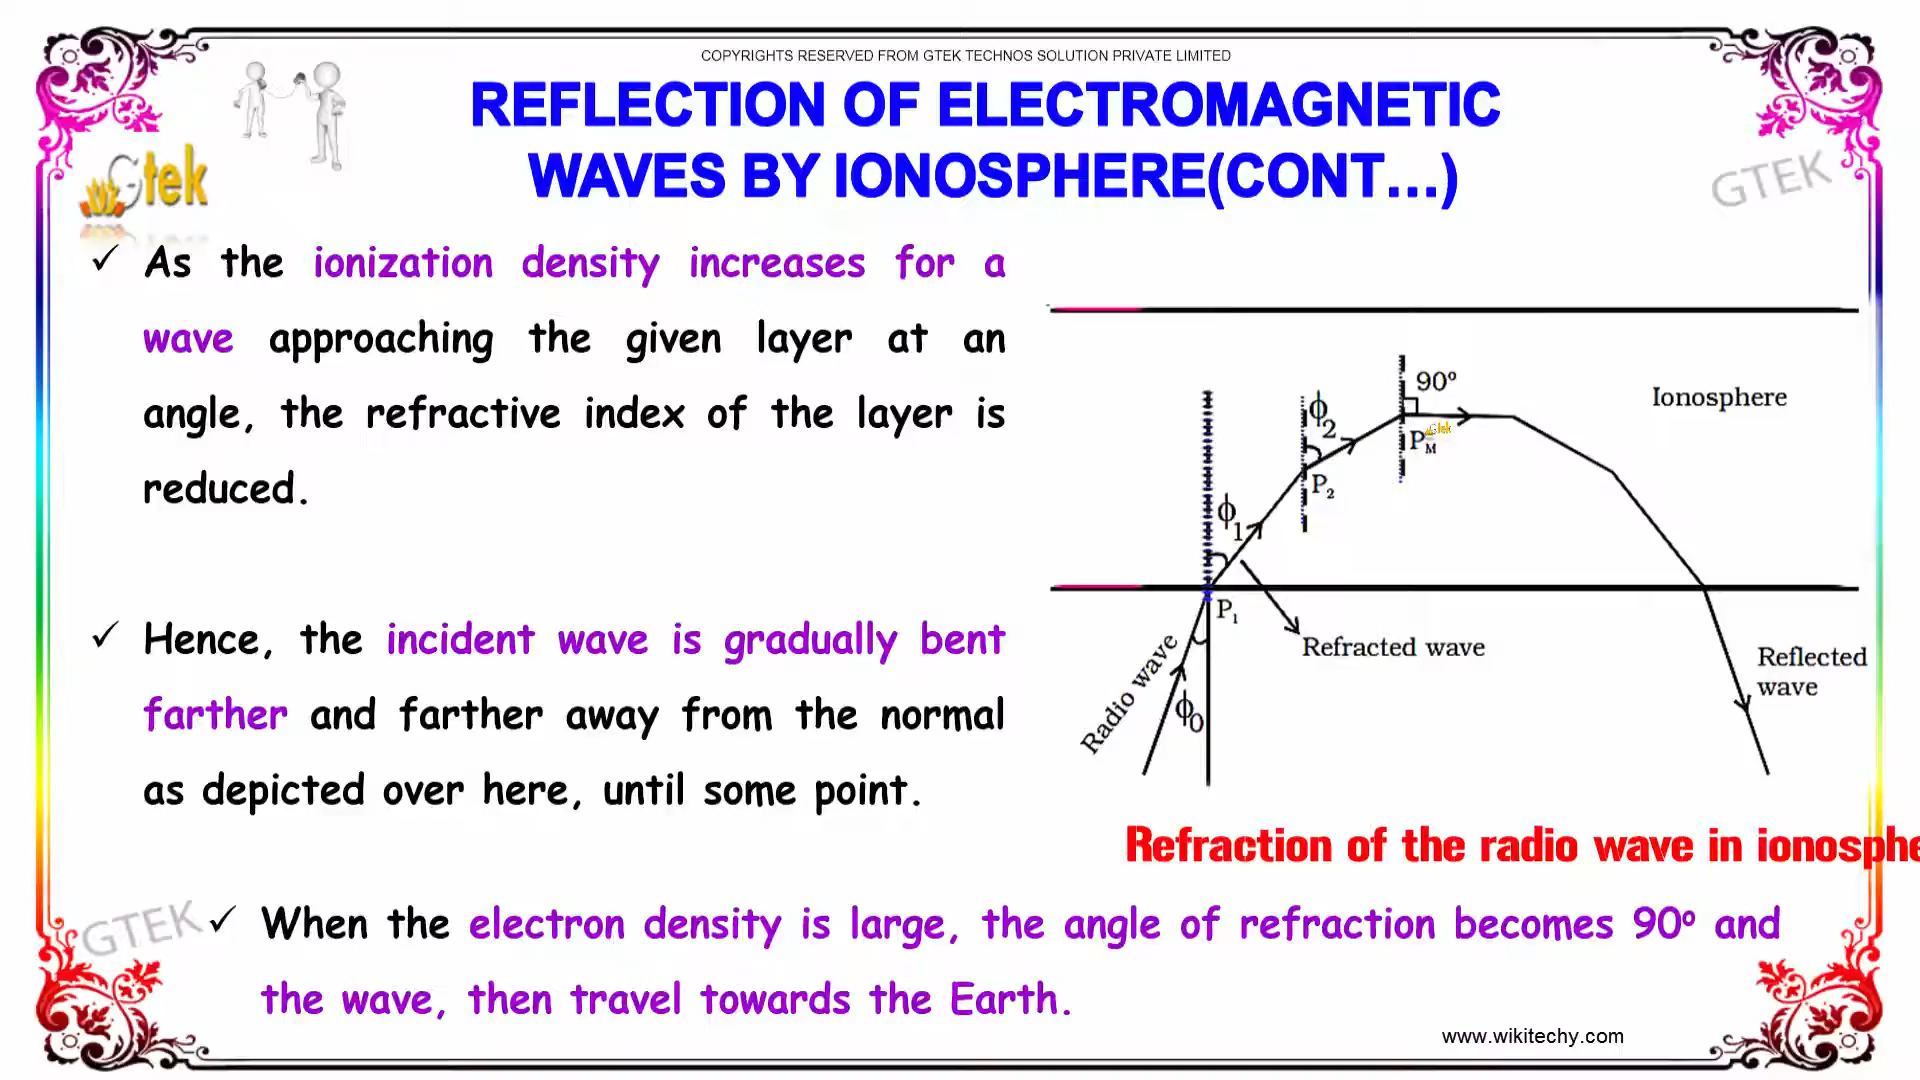 COPYRIGHTS RESERVED FROM GTEK TECHNOS SOLUTION PRIVATE LIMITED
REFLECTION OF ELECTROMAGNETIC
WAVES BY IONOSPHERE(CONT...)
Gtek
GTEK
✓ As the ionization density increases for a
wave approaching the given layer at an
angle, the refractive index of the layer is
reduced.
✓ Hence, the incident wave is gradually bent
farther and farther away from the normal
as depicted over here, until some point.
90º
Ionosphere
ϕ2
PM
Gtek
P2
ϕ1
P1
Refracted wave
Radio wave
ϕ0
Reflected
wave
Refraction of the radio wave in ionosphe
GTEK
✓ When the electron density is large, the angle of refraction becomes 90º and
the wave, then travel towards the Earth.
www.wikitechy.com